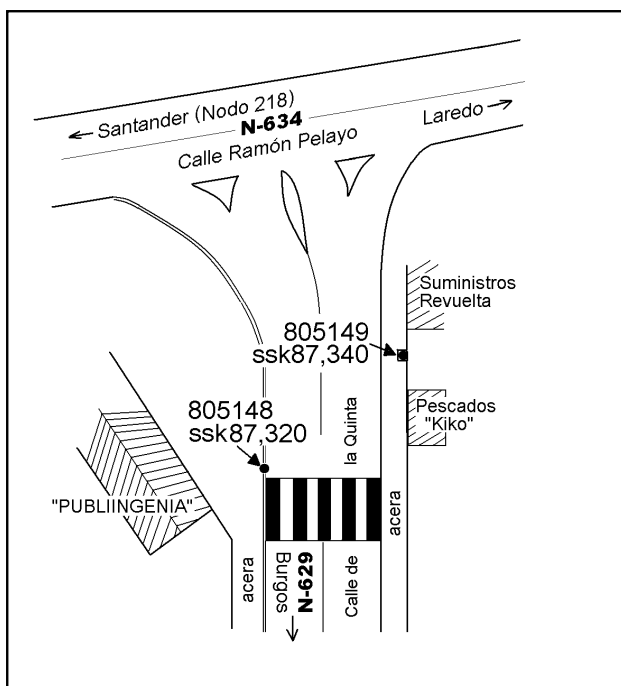 Santander (Nodo 218)
N-634
Laredo
Calle Ramón Pelayo
Suministros
Revuelta
805149
ssk87,340
805148
ssk87,320
la Quinta
Pescados
"Kiko"
"PUBLIINGENIA"
acera
acera
Burgos
N-629
Calle de